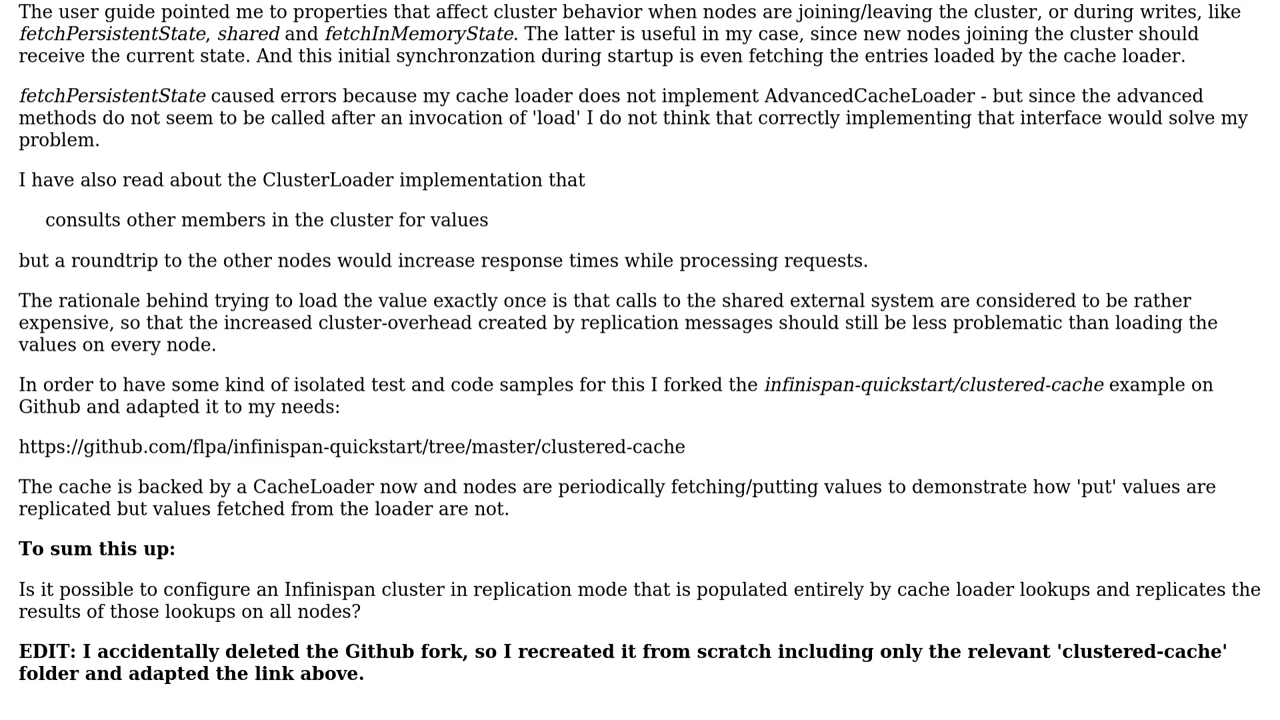 The user guide pointed me to properties that affect cluster behavior when nodes are joining/leaving the cluster, or during writes, like
fetchPersistentState, shared and fetchInMemoryState. The latter is useful in my case, since new nodes joining the cluster should
receive the current state. And this initial synchronzation during startup is even fetching the entries loaded by the cache loader.
fetchPersistentState caused errors because my cache loader does not implement AdvancedCacheLoader - but since the advanced
methods do not seem to be called after an invocation of 'load' I do not think that correctly implementing that interface would solve my
problem.
I have also read about the ClusterLoader implementation that
consults other members in the cluster for values
but a roundtrip to the other nodes would increase response times while processing requests.
The rationale behind trying to load the value exactly once is that calls to the shared external system are considered to be rather
expensive, so that the increased cluster-overhead created by replication messages should still be less problematic than loading the
values on every node.
In order to have some kind of isolated test and code samples for this I forked the infinispan-quickstart/clustered-cache example on
Github and adapted it to my needs:
https://github.com/flpa/infinispan-quickstart/tree/master/clustered-cache
The cache is backed by a CacheLoader now and nodes are periodically fetching/putting values to demonstrate how 'put' values are
replicated but values fetched from the loader are not.
To sum this up:
Is it possible to configure an Infinispan cluster in replication mode that is populated entirely by cache loader lookups and replicates the
results of those lookups on all nodes?
EDIT: I accidentally deleted the Github fork, so I recreated it from scratch including only the relevant 'clustered-cache'
folder and adapted the link above.